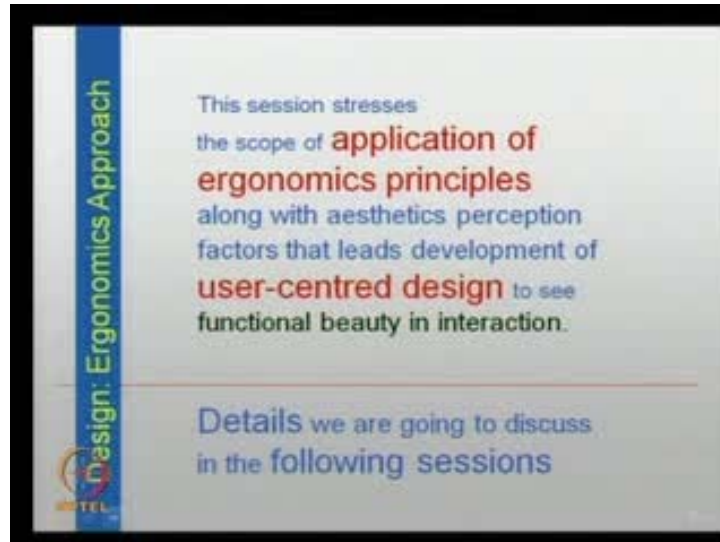 Dasign: Ergonomics Approach
This session stresses
the scope of application of
ergonomics principles
along with aesthetics perception
factors that leads development of
user-centred design to see
functional beauty in interaction.
Details we are going to discuss
in the following sessions
NPTEL